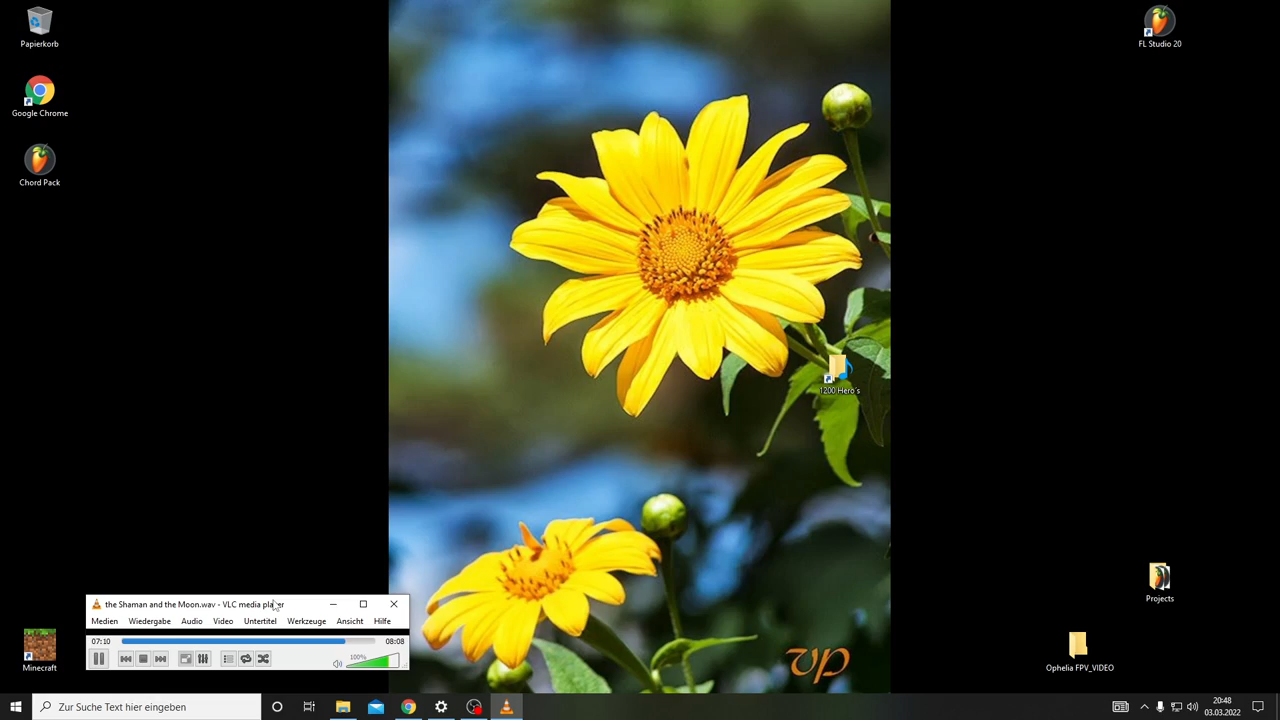 Papierkorb
Google Chrome
Chord Pack
FL Studio 20
1200 Hero's
Projects
Ophelia FPV_VIDEO
Minecraft
the Shaman and the Moon.wav - VLC media player
Medien Wiedergabe Audio Video Untertitel Werkzeuge Ansicht Hilfe
07:10 08:08
100%
vp
Zur Suche Text hier eingeben
20:48
03.03.2022